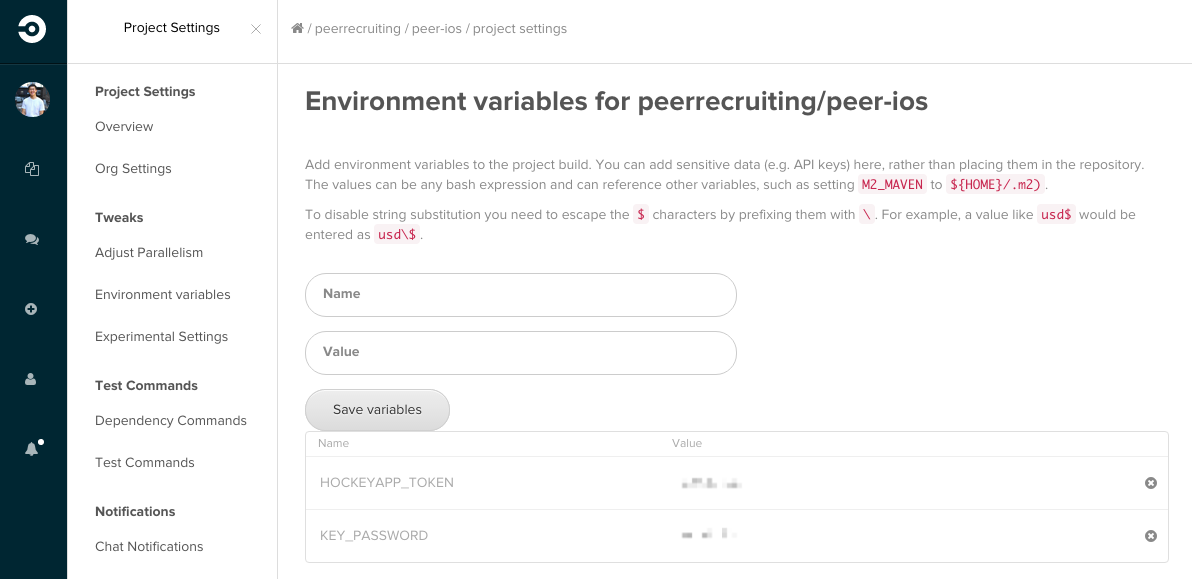 Project Settings
/ peerrecruiting / peer-ios / project settings
Project Settings
Overview
Org Settings
Tweaks
Adjust Parallelism
Environment variables
Experimental Settings
Test Commands
Dependency Commands
Test Commands
Notifications
Chat Notifications
Environment variables for peerrecruiting/peer-ios
Add environment variables to the project build. You can add sensitive data (e.g. API keys) here, rather than placing them in the repository.
The values can be any bash expression and can reference other variables, such as setting M2_MAVEN to ${HOME}/.m2) .
To disable string substitution you need to escape the $ characters by prefixing them with \ . For example, a value like usd$ would be
entered as usd\$ .
Name
Value
Save variables
Name Value
HOCKEYAPP_TOKEN
KEY_PASSWORD